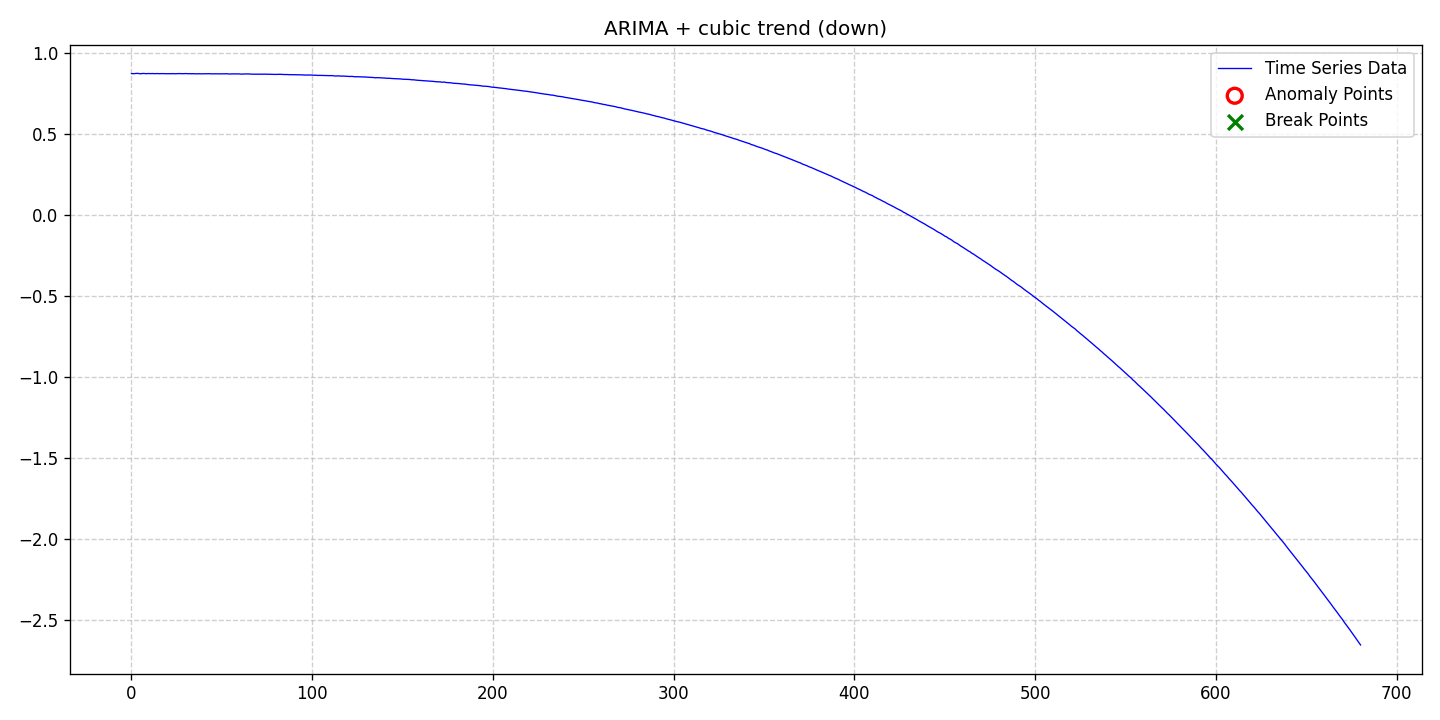 ARIMA + cubic trend (down)
Time Series Data
Anomaly Points
Break Points
1.0
0.5
0.0
−0.5
−1.0
−1.5
−2.0
−2.5
0 100 200 300 400 500 600 700